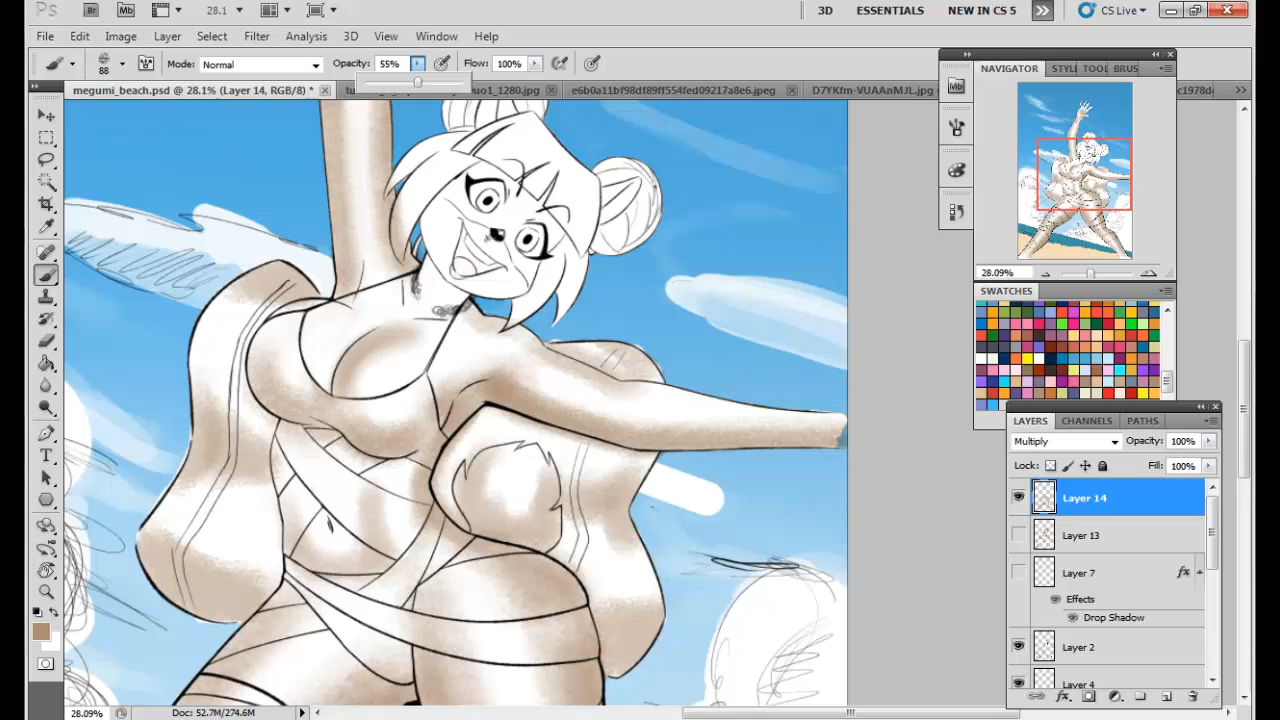 Ps Br Mb 28.1 3D ESSENTIALS NEW IN CS 5 CS Live
File Edit Image Layer Select Filter Analysis 3D View Window Help
88 Mode: Normal Opacity: 55% Flow: 100%
megumi_beach.psd @ 28.1% (Layer 14, RGB/8) * uo1_1280.jpg e6b0a11bf98df89ff554fed09217a8e6.jpeg D7YKfm-VUAAnMJL.jpg c1978d
NAVIGATOR STYL TOOL BRUS
Mb
28.09%
SWATCHES
LAYERS CHANNELS PATHS
Multiply Opacity: 100%
Lock: Fill: 100%
Layer 14
Layer 13
Layer 7 fx
Effects
Drop Shadow
Layer 2
Layer 4
28.09% Doc: 52.7M/274.6M